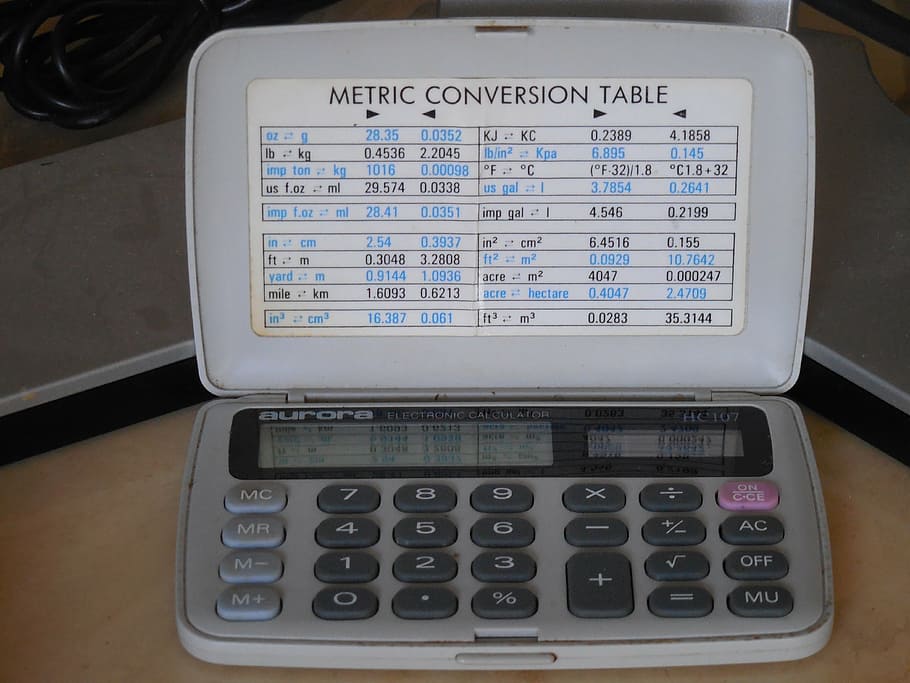 METRIC CONVERSION TABLE
► ◄ ► ◄
oz ⇌ g 28.35 0.0352 KJ ⇌ KC 0.2389 4.1858
lb ⇌ kg 0.4536 2.2045 lb/in² ⇌ Kpa 6.895 0.145
imp ton ⇌ kg 1016 0.00098 °F ⇌ °C (°F-32)/1.8 °C1.8+32
us f.oz ⇌ ml 29.574 0.0338 us gal ⇌ l 3.7854 0.2641
imp f.oz ⇌ ml 28.41 0.0351 imp gal ⇌ l 4.546 0.2199
in ⇌ cm 2.54 0.3937 in² ⇌ cm² 6.4516 0.155
ft ⇌ m 0.3048 3.2808 ft² ⇌ m² 0.0929 10.7642
yard ⇌ m 0.9144 1.0936 acre ⇌ m² 4047 0.000247
mile ⇌ km 1.6093 0.6213 acre ⇌ hectare 0.4047 2.4709
in³ ⇌ cm³ 16.387 0.061 ft³ ⇌ m³ 0.0283 35.3144
aurora ELECTRONIC CALCULATOR HC 107
MC 7 8 9 × ÷ ON C·CE
MR 4 5 6 − +/− AC
M− 1 2 3 + √ OFF
M+ 0 · % = MU